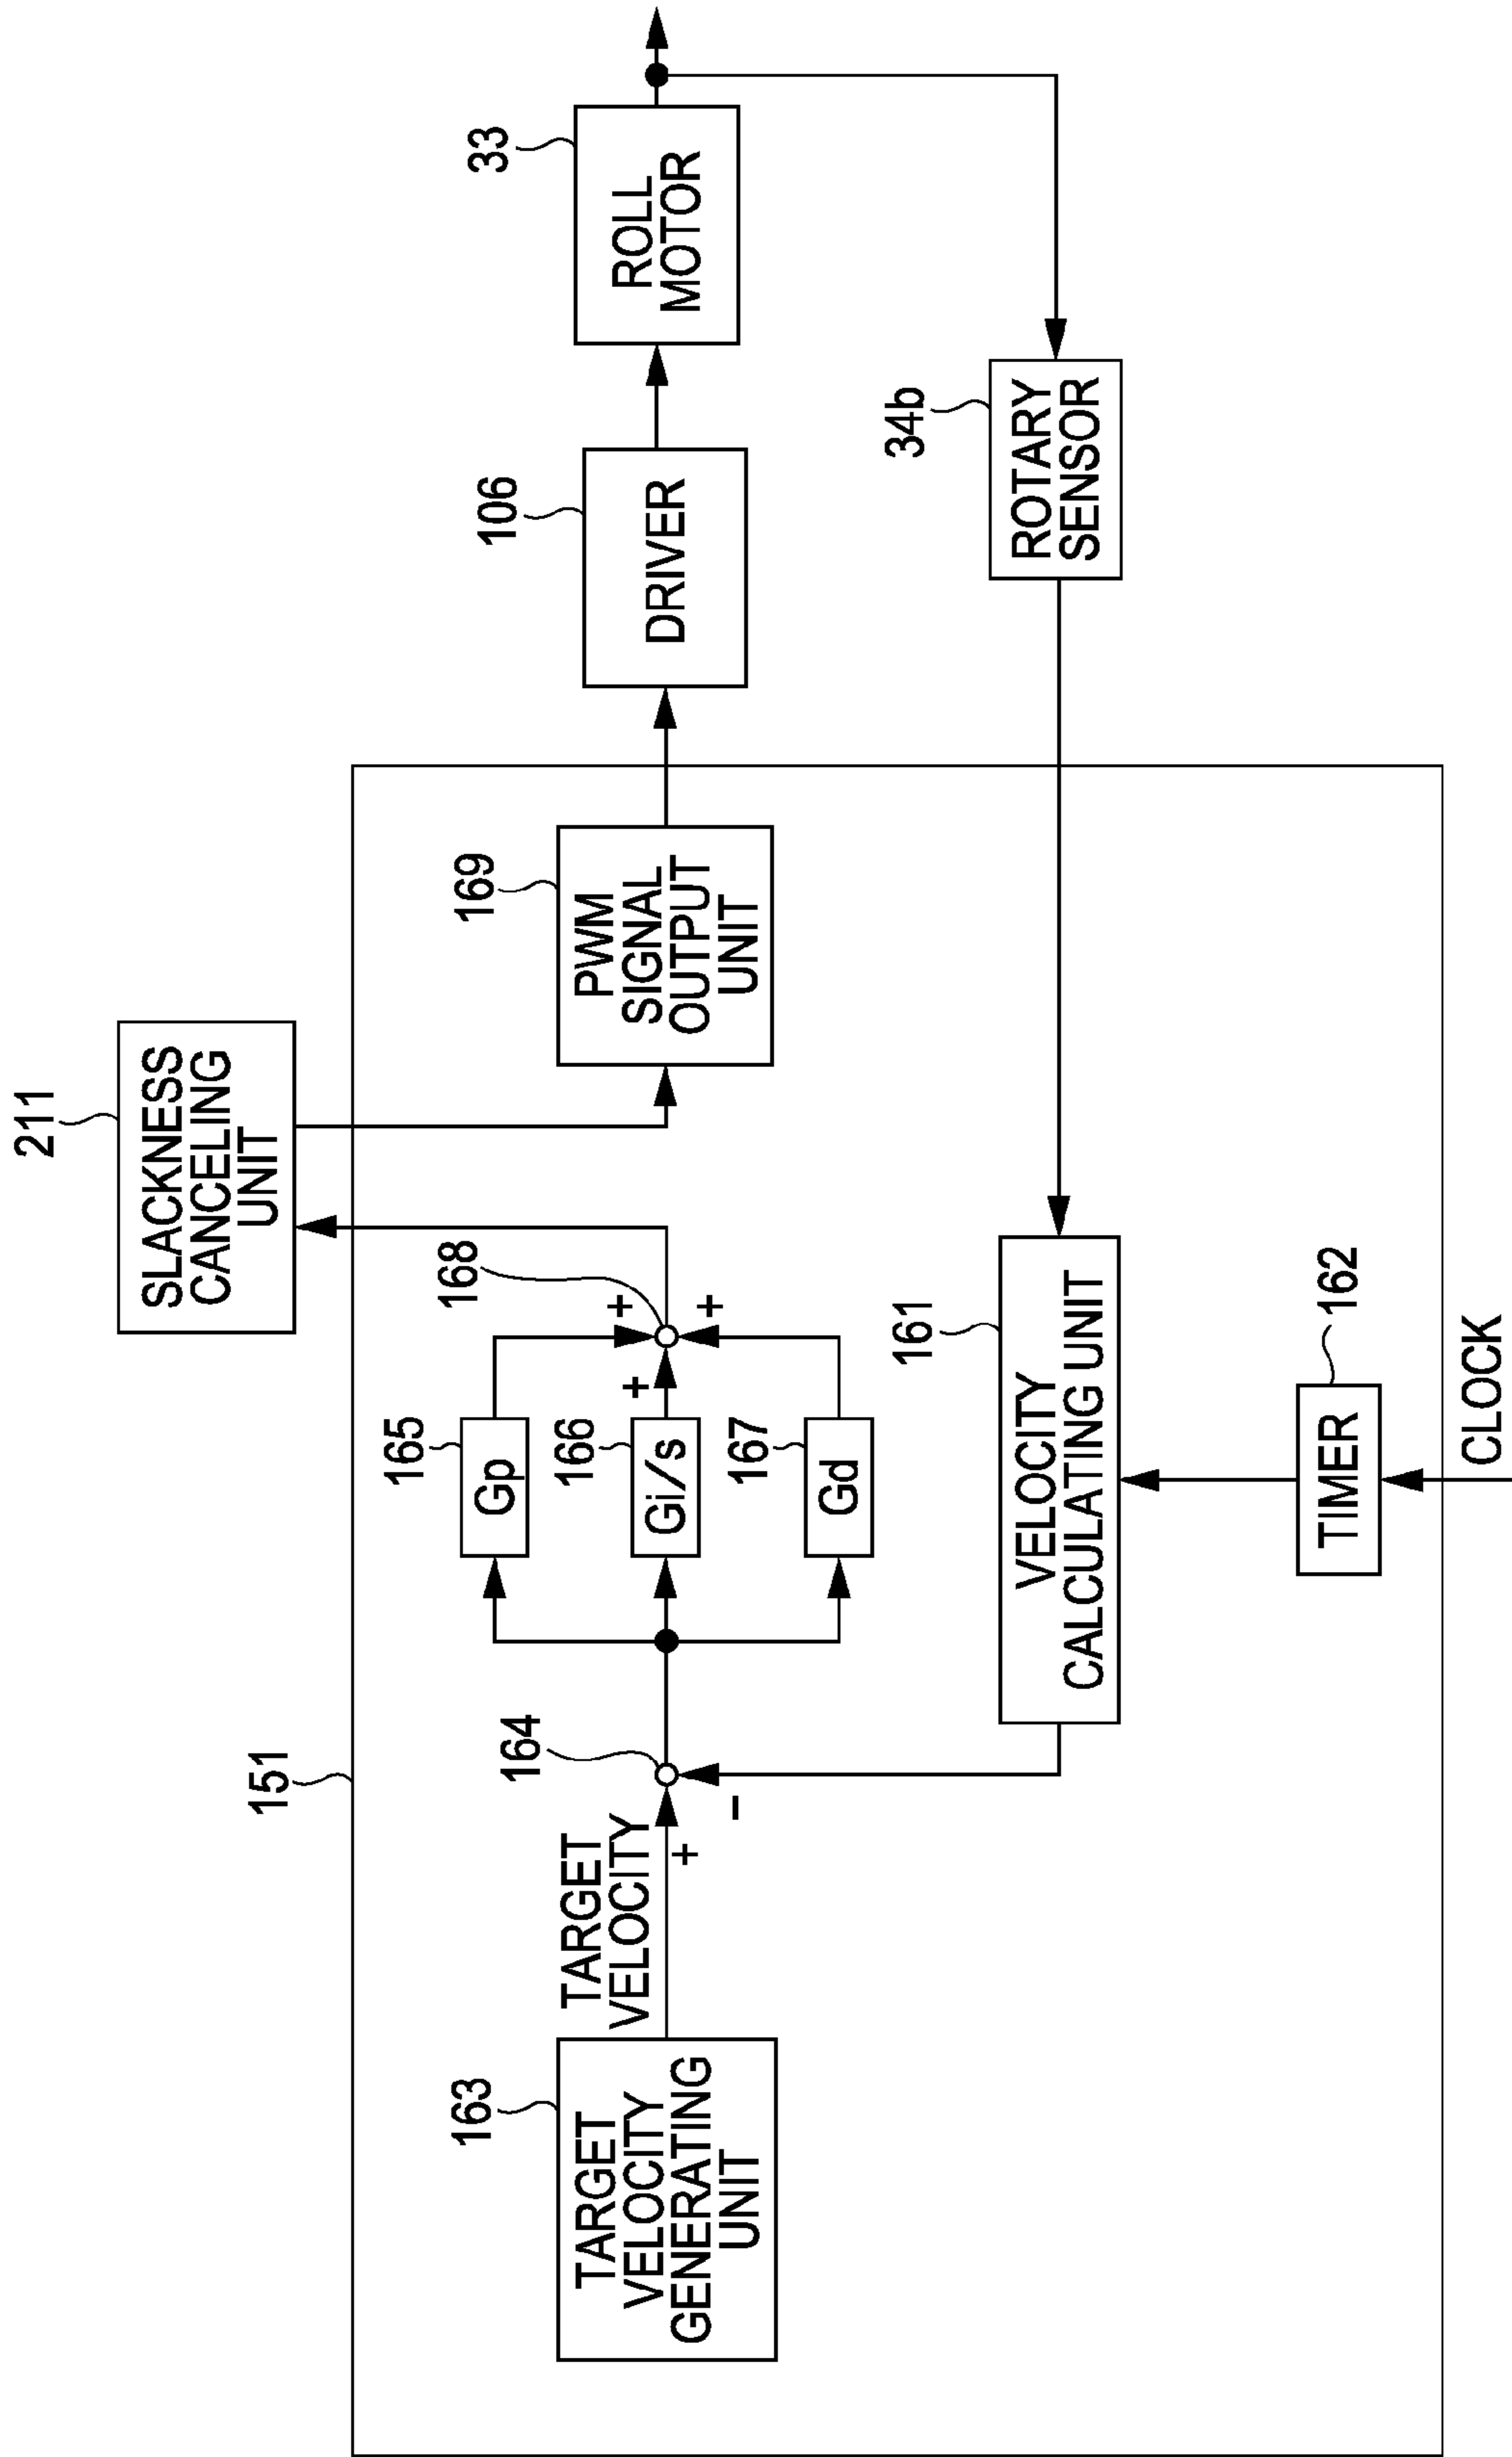 211
SLACKNESS
CANCELING
UNIT
151
163
TARGET
VELOCITY
GENERATING
UNIT
TARGET
VELOCITY
+
-
164
165
Gp
166
Gi/s
167
Gd
+
+
+
168
169
PWM
SIGNAL
OUTPUT
UNIT
106
DRIVER
33
ROLL
MOTOR
161
VELOCITY
CALCULATING UNIT
34b
ROTARY
SENSOR
162
TIMER
CLOCK